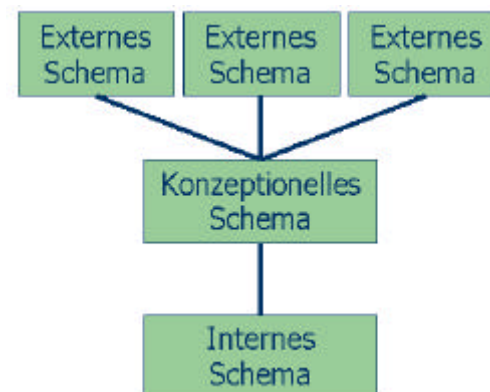 Externes
Schema
Externes
Schema
Externes
Schema
Konzeptionelles
Schema
Internes
Schema